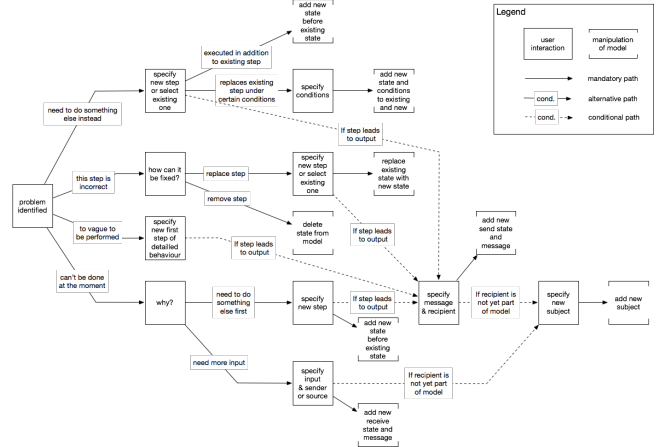 add new
state
before
existing
state
Legend
user
interaction
manipulation
of model
mandatory path
cond.
alternative path
cond.
conditional path
executed in addition
to existing step
specify
new step
or select
existing
one
replaces existing
step under
certain conditions
specify
conditions
add new
state and
conditions
to existing
and new
need to do something
else instead
If step leads
to output
this step is
incorrect
how can it
be fixed?
replace step
specify
new step
or select
existing one
replace
existing
state with
new state
remove step
problem
identified
to vague to
be performed
specify
new first
step of
detailed
behaviour
If step leads
to output
delete
state from
model
If step leads
to output
add new
send state
and
message
can't be done
at the moment
why?
need to do
something
else first
specify
new step
If step leads
to output
specify
message
& recipient
If recipient is
not yet part
of model
specify
new
subject
add new
subject
add new
state
before
existing
state
need more input
specify
input
& sender
or source
If recipient is
not yet part of
model
add new
receive
state and
message